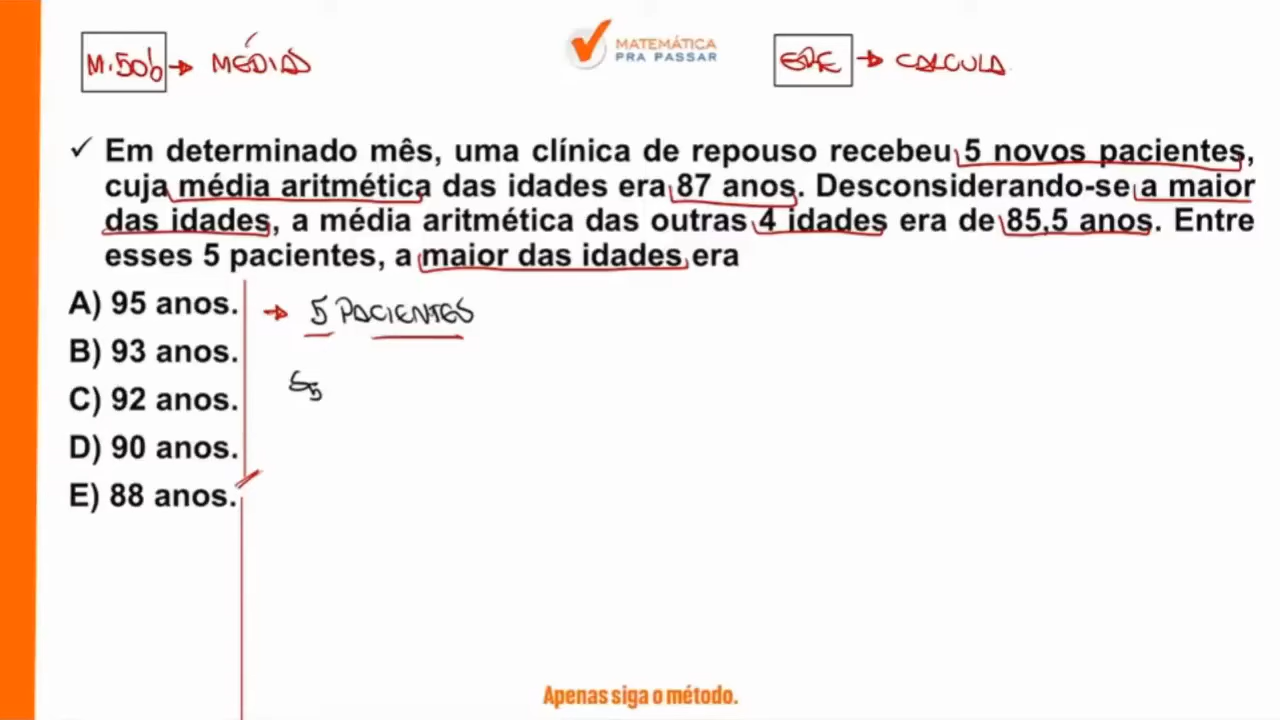 M.50b → MÉDIAS
MATEMÁTICA
PRA PASSAR
→ CALCULA
✓ Em determinado mês, uma clínica de repouso recebeu 5 novos pacientes,
cuja média aritmética das idades era 87 anos. Desconsiderando-se a maior
das idades, a média aritmética das outras 4 idades era de 85,5 anos. Entre
esses 5 pacientes, a maior das idades era
A) 95 anos.
B) 93 anos.
C) 92 anos.
D) 90 anos.
E) 88 anos.
→ 5 PACIENTES
S5
Apenas siga o método.